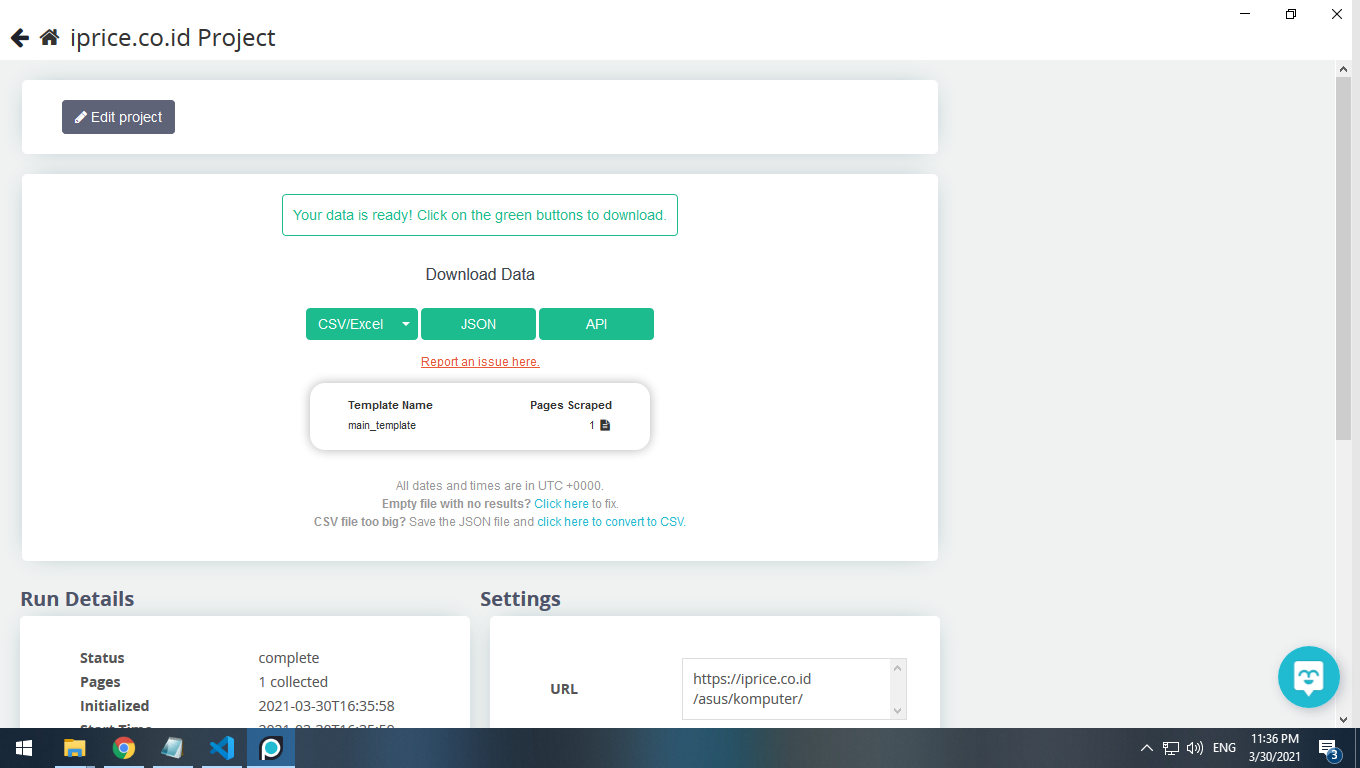 iprice.co.id Project
Edit project
Your data is ready! Click on the green buttons to download.
Download Data
CSV/Excel
JSON
API
Report an issue here.
Template Name
Pages Scraped
main_template
1
All dates and times are in UTC +0000.
Empty file with no results? Click here to fix.
CSV file too big? Save the JSON file and click here to convert to CSV.
Run Details
Settings
Status
complete
Pages
1 collected
Initialized
2021-03-30T16:35:58
Start Time
URL
https://iprice.co.id
/asus/komputer/
ENG
11:36 PM
3/30/2021
3